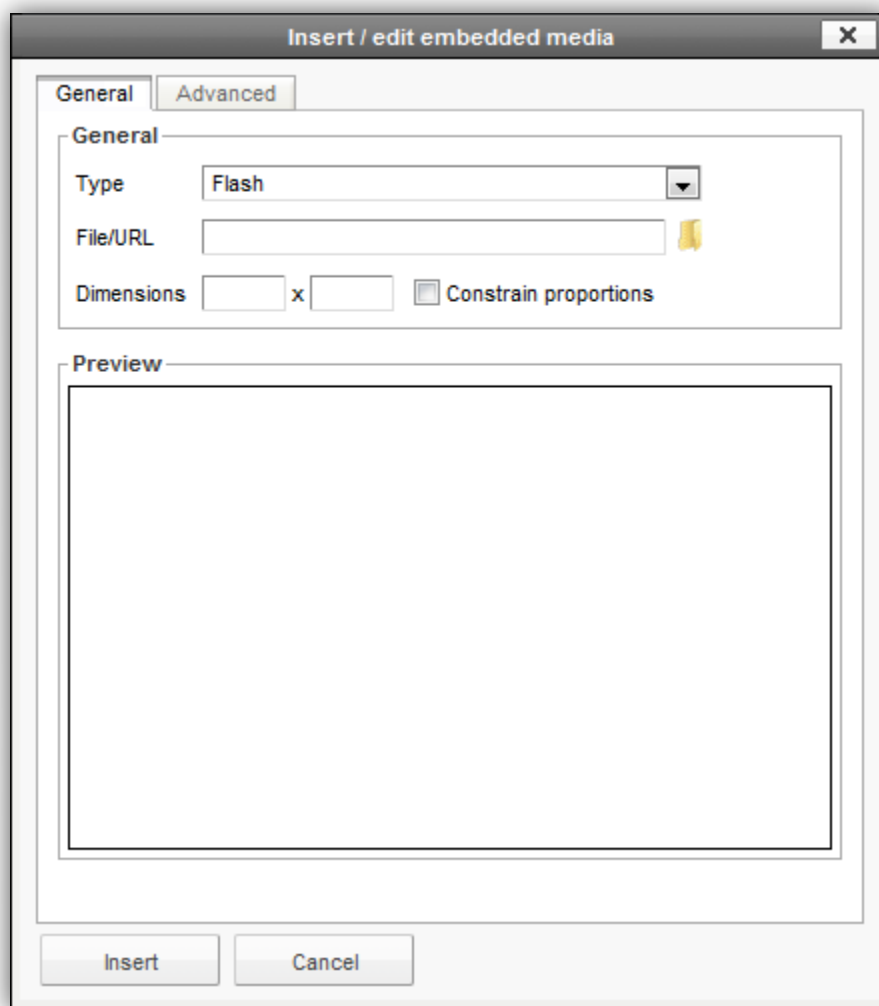 Insert / edit embedded media
General Advanced
General
Type Flash
File/URL
Dimensions x Constrain proportions
Preview
Insert Cancel